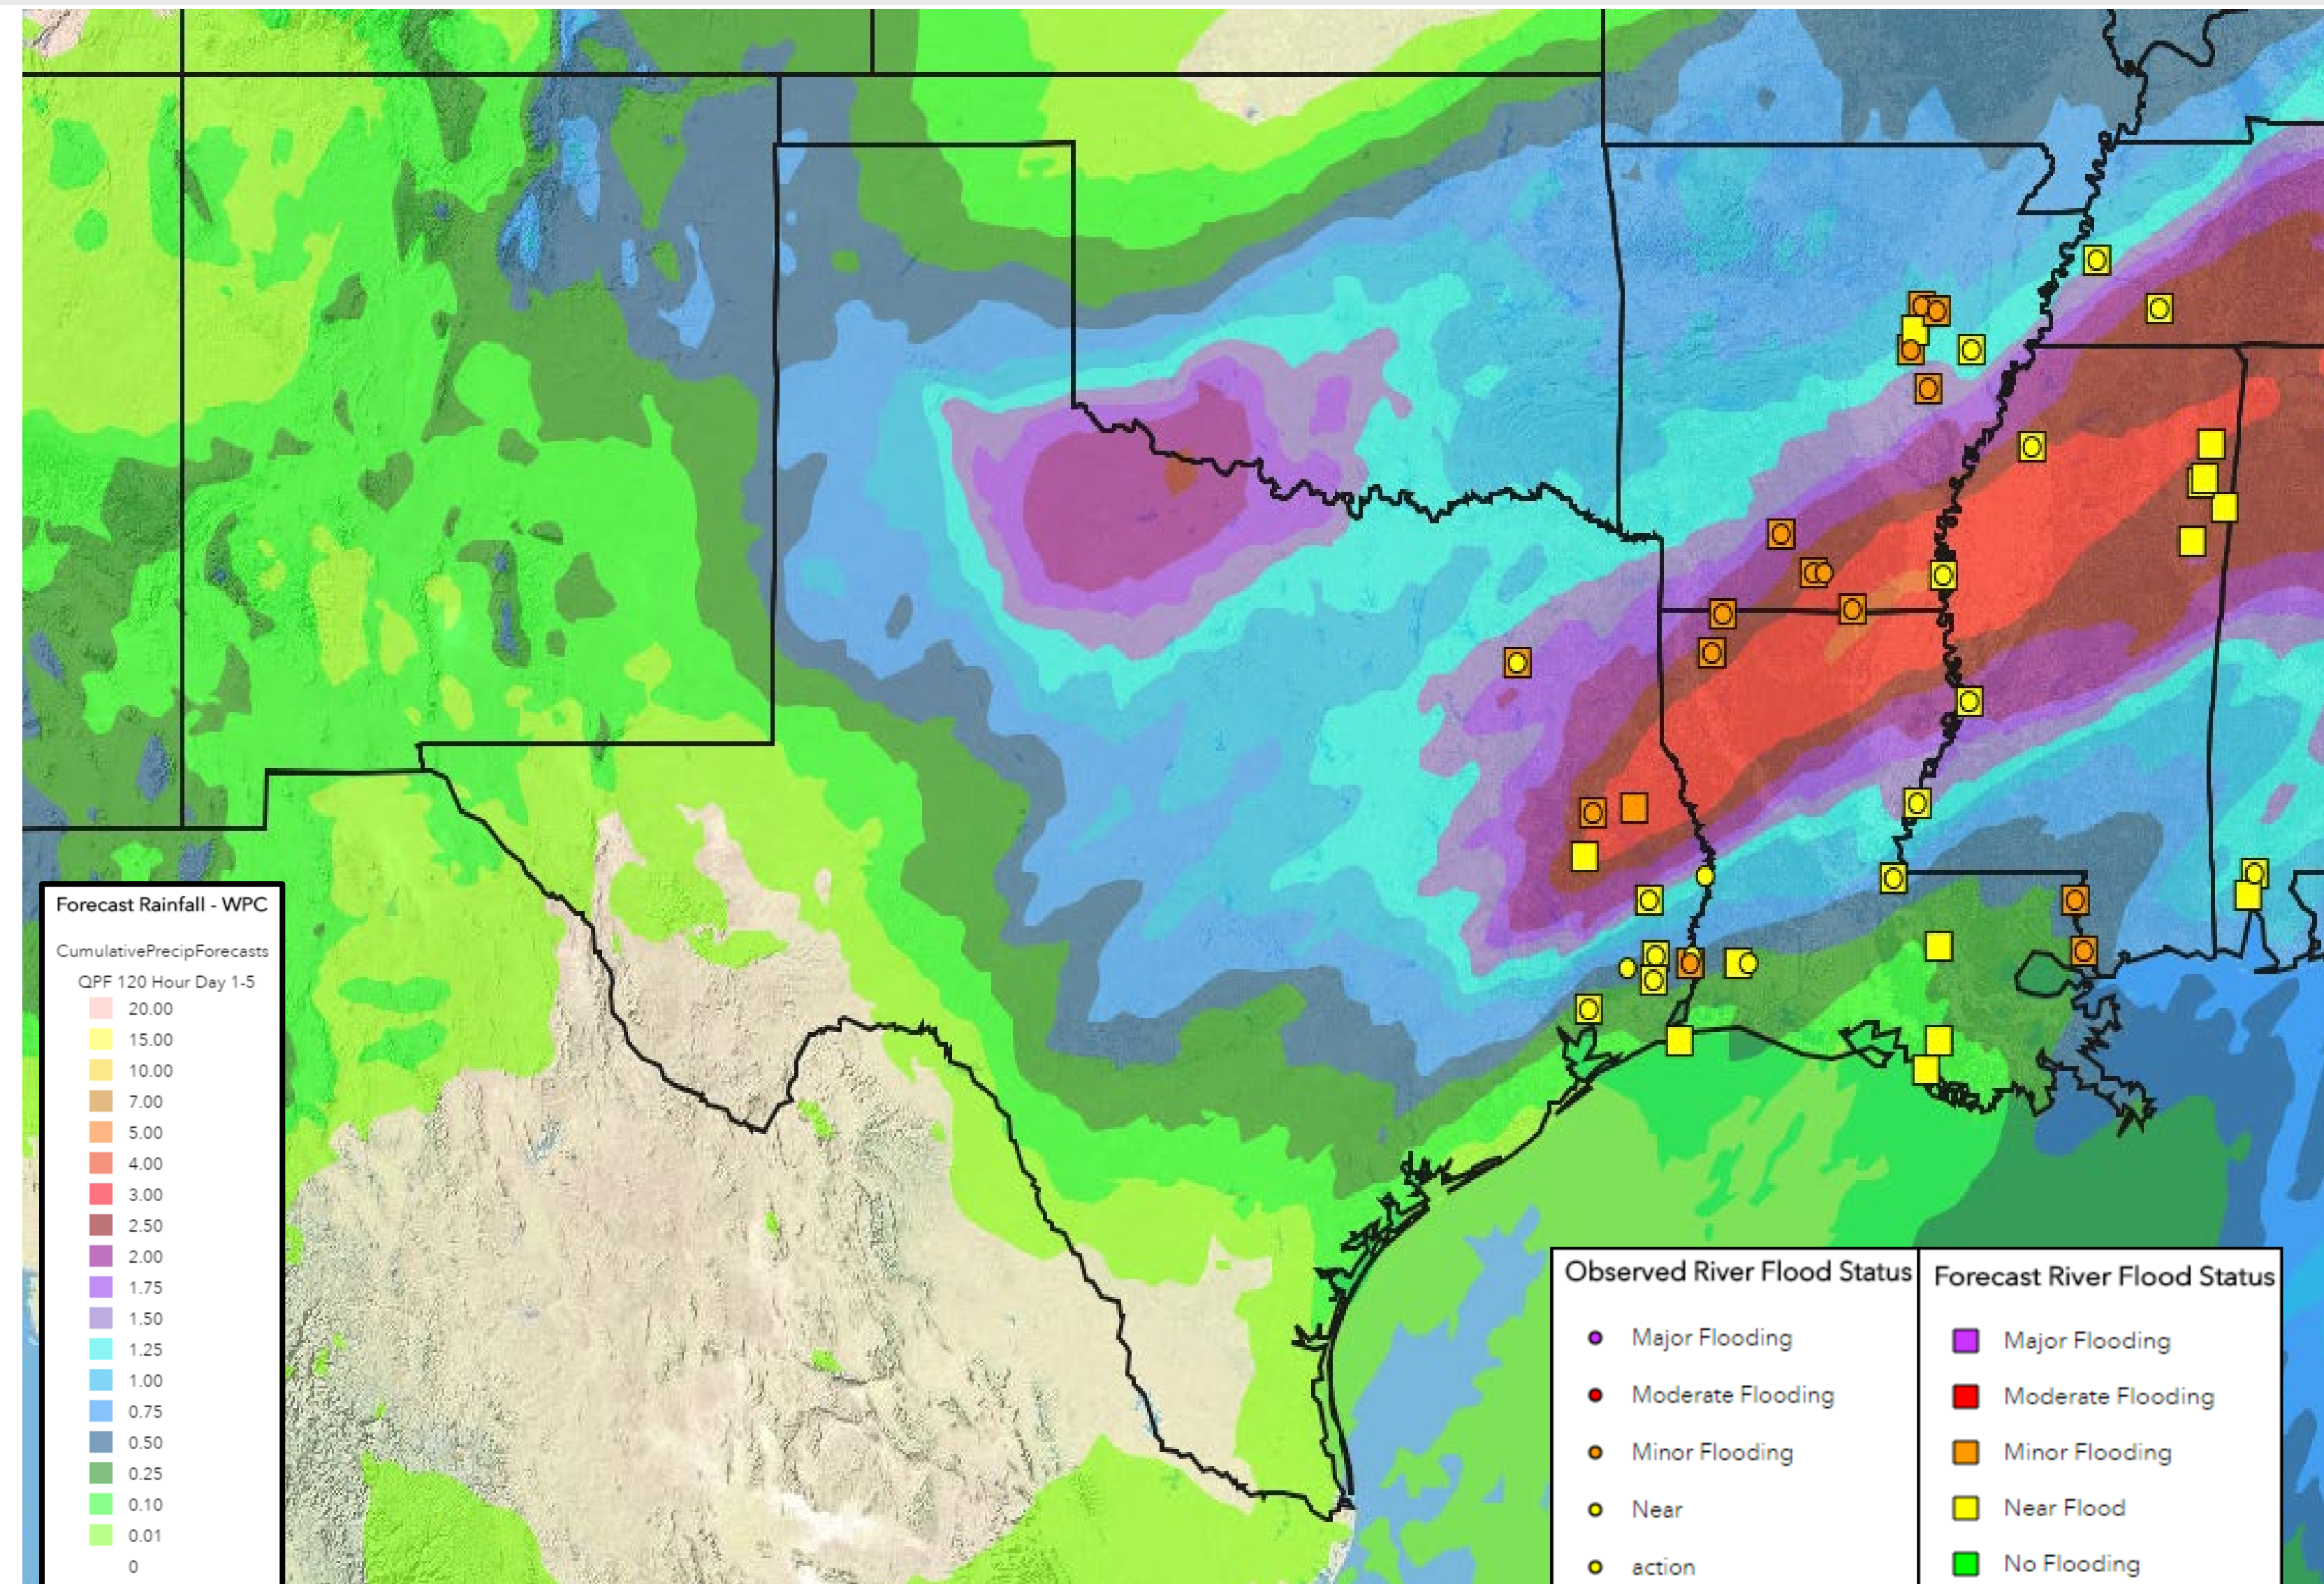 Forecast Rainfall - WPC
CumulativePrecipForecasts
QPF 120 Hour Day 1-5
20.00
15.00
10.00
7.00
5.00
4.00
3.00
2.50
2.00
1.75
1.50
1.25
1.00
0.75
0.50
0.25
0.10
0.01
0
Observed River Flood Status
Major Flooding
Moderate Flooding
Minor Flooding
Near
action
Forecast River Flood Status
Major Flooding
Moderate Flooding
Minor Flooding
Near Flood
No Flooding